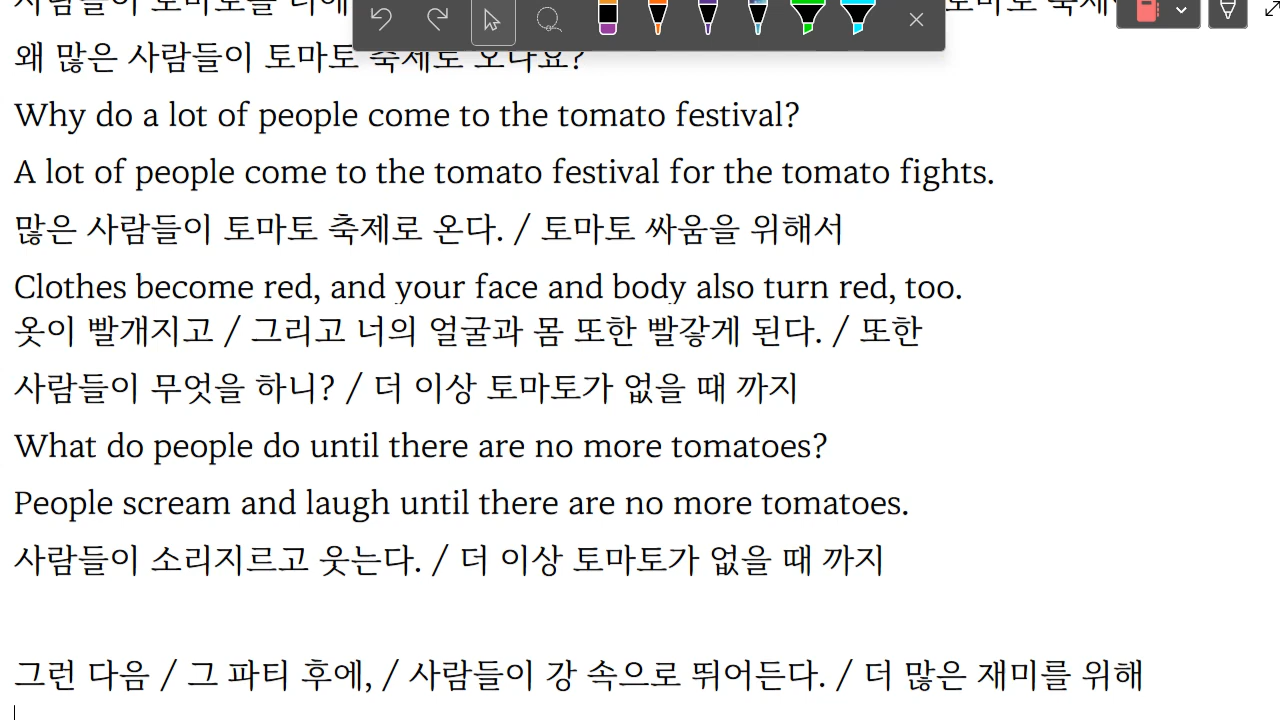 사람들이 토마토를
왜 많은 사람들이 토마토 축제로 오나요?
Why do a lot of people come to the tomato festival?
A lot of people come to the tomato festival for the tomato fights.
많은 사람들이 토마토 축제로 온다. / 토마토 싸움을 위해서
Clothes become red, and your face and body also turn red, too.
옷이 빨개지고 / 그리고 너의 얼굴과 몸 또한 빨갛게 된다. / 또한
사람들이 무엇을 하니? / 더 이상 토마토가 없을 때 까지
What do people do until there are no more tomatoes?
People scream and laugh until there are no more tomatoes.
사람들이 소리지르고 웃는다. / 더 이상 토마토가 없을 때 까지
그런 다음 / 그 파티 후에, / 사람들이 강 속으로 뛰어든다. / 더 많은 재미를 위해